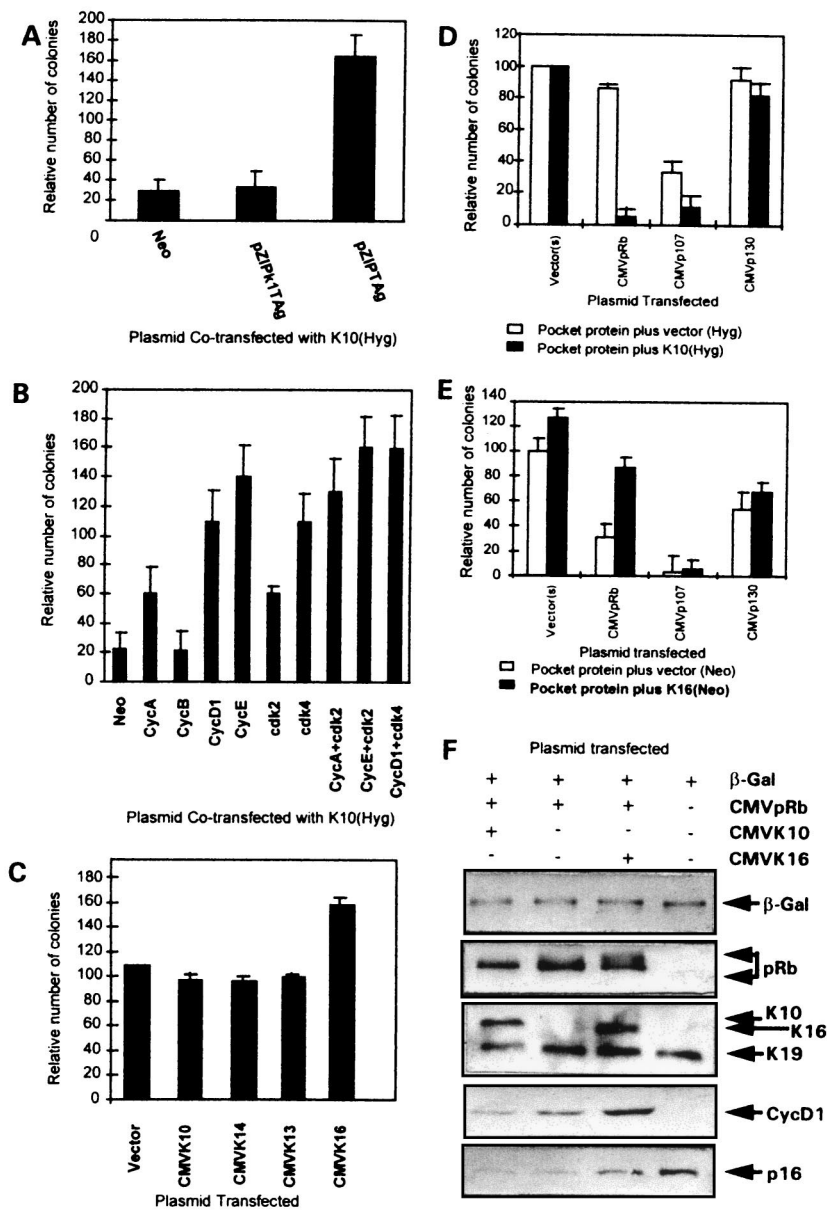 A
Relative number of colonies
200
180
160
140
120
100
80
60
40
20
0
Neo
pZIPk1TAg
pZIPTAg
Plasmid Co-transfected with K10(Hyg)
B
Relative number of colonies
200
180
160
140
120
100
80
60
40
20
0
Neo
CycA
CycB
CycD1
CycE
cdk2
cdk4
CycA+cdk2
CycE+cdk2
CycD1+cdk4
Plasmid Co-transfected with K10(Hyg)
C
Relative number of colonies
160
140
120
100
80
60
40
20
0
Vector
CMVK10
CMVK14
CMVK13
CMVK16
Plasmid Transfected
D
Relative number of colonies
120
100
80
60
40
20
0
Vector(s)
CMVpRb
CMVp107
CMVp130
Plasmid Transfected
Pocket protein plus vector (Hyg)
Pocket protein plus K10(Hyg)
E
Relative number of colonies
140
120
100
80
60
40
20
0
Vector(s)
CMVpRb
CMVp107
CMVp130
Plasmid transfected
Pocket protein plus vector (Neo)
Pocket protein plus K16(Neo)
F
Plasmid transfected
+ + + + β-Gal
+ + + - CMVpRb
+ - - - CMVK10
- - + - CMVK16
β-Gal
pRb
K10
K16
K19
CycD1
p16